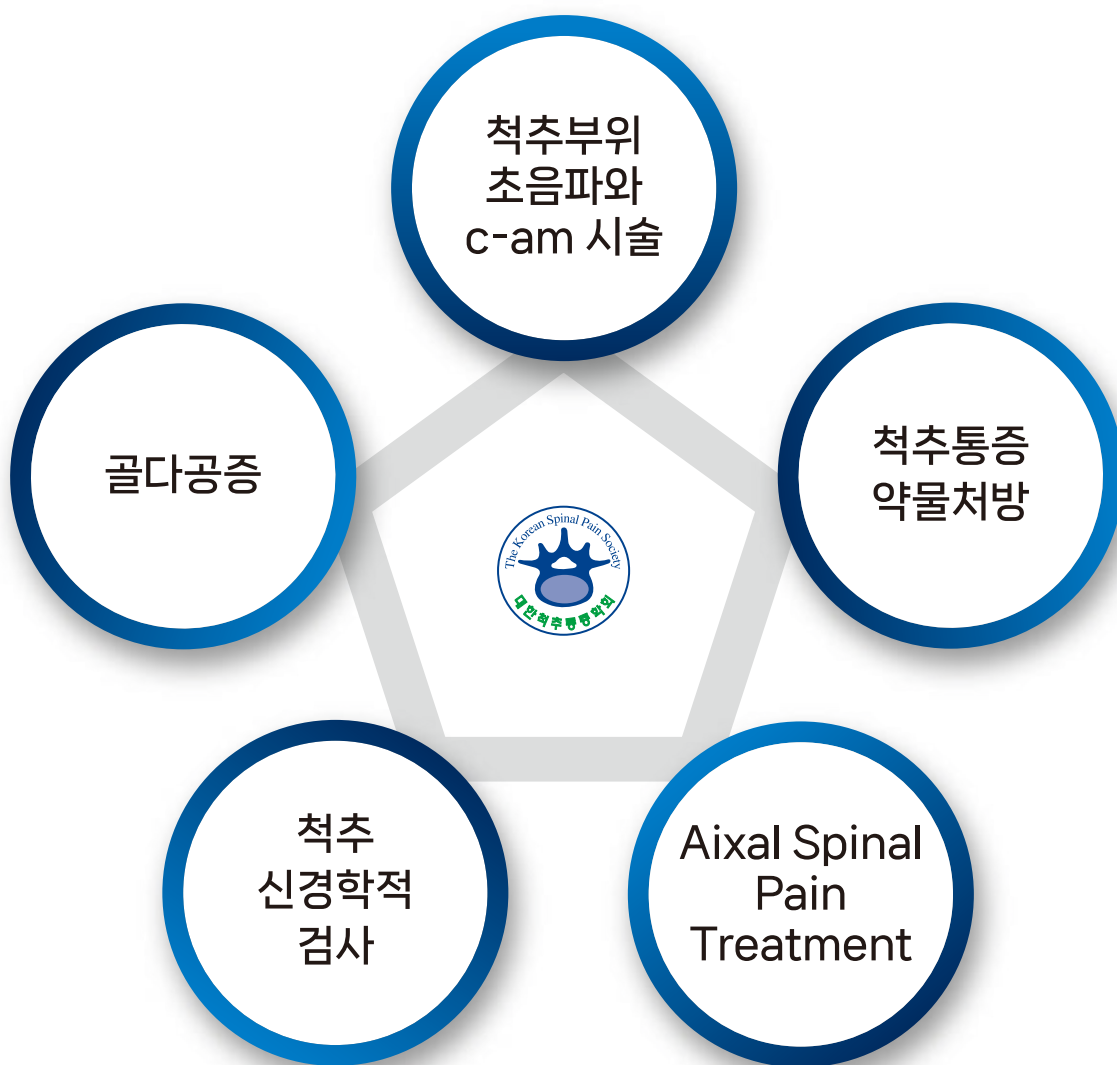 척추부위
초음파와
c-am 시술
골다공증
척추통증
약물처방
The Korean Spinal Pain Society
대한척추통증학회
척추
신경학적
검사
Aixal Spinal
Pain
Treatment